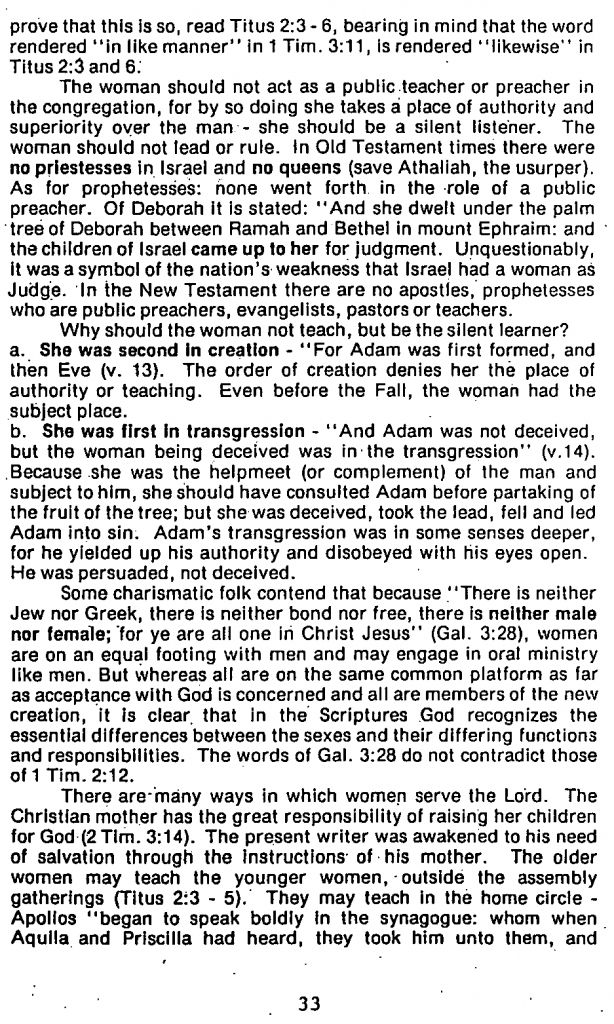 prove that this is so, read Titus 2:3 - 6, bearing in mind that the word
rendered "in like manner" in 1 Tim. 3:11, is rendered "likewise" in
Titus 2:3 and 6.
The woman should not act as a public teacher or preacher in
the congregation, for by so doing she takes a place of authority and
superiority over the man - she should be a silent listener. The
woman should not lead or rule. In Old Testament times there were
no priestesses in Israel and no queens (save Athaliah, the usurper).
As for prophetesses: none went forth in the role of a public
preacher. Of Deborah it is stated: "And she dwelt under the palm
tree of Deborah between Ramah and Bethel in mount Ephraim: and
the children of Israel came up to her for judgment. Unquestionably,
it was a symbol of the nation's weakness that Israel had a woman as
Judge. In the New Testament there are no apostles, prophetesses
who are public preachers, evangelists, pastors or teachers.
Why should the woman not teach, but be the silent learner?
a. She was second in creation - "For Adam was first formed, and
then Eve (v. 13). The order of creation denies her the place of
authority or teaching. Even before the Fall, the woman had the
subject place.
b. She was first in transgression - "And Adam was not deceived,
but the woman being deceived was in the transgression" (v.14).
Because she was the helpmeet (or complement) of the man and
subject to him, she should have consulted Adam before partaking of
the fruit of the tree; but she was deceived, took the lead, fell and led
Adam into sin. Adam's transgression was in some senses deeper,
for he yielded up his authority and disobeyed with his eyes open.
He was persuaded, not deceived.
Some charismatic folk contend that because "There is neither
Jew nor Greek, there is neither bond nor free, there is neither male
nor female; for ye are all one in Christ Jesus" (Gal. 3:28), women
are on an equal footing with men and may engage in oral ministry
like men. But whereas all are on the same common platform as far
as acceptance with God is concerned and all are members of the new
creation, it is clear that in the Scriptures God recognizes the
essential differences between the sexes and their differing functions
and responsibilities. The words of Gal. 3:28 do not contradict those
of 1 Tim. 2:12.
There are many ways in which women serve the Lord. The
Christian mother has the great responsibility of raising her children
for God (2 Tim. 3:14). The present writer was awakened to his need
of salvation through the instructions of his mother. The older
women may teach the younger women, outside the assembly
gatherings (Titus 2:3 - 5). They may teach in the home circle -
Apollos "began to speak boldly in the synagogue: whom when
Aquila and Priscilla had heard, they took him unto them, and
33